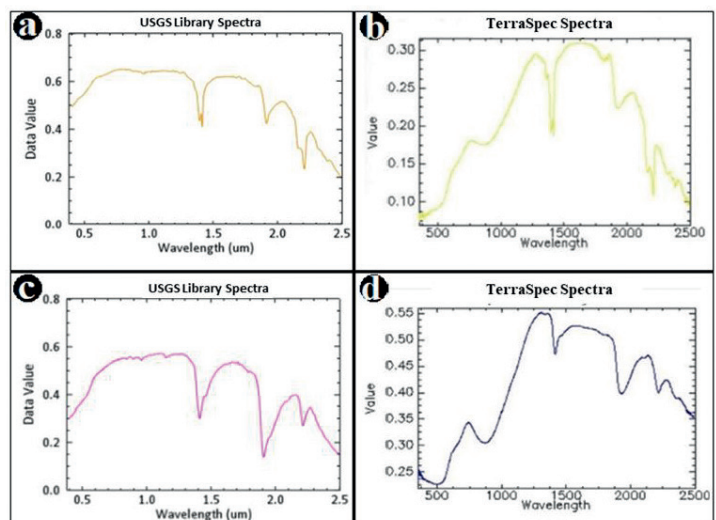 a
USGS Library Spectra
0.8
0.6
0.4
0.2
0.0
Data Value
0.5 1.0 1.5 2.0 2.5
Wavelength (um)
b
TerraSpec Spectra
0.30
0.25
0.20
0.15
0.10
Value
500 1000 1500 2000 2500
Wavelength
c
USGS Library Spectra
0.8
0.6
0.4
0.2
0.0
Data Value
0.5 1.0 1.5 2.0 2.5
Wavelength (um)
d
TerraSpec Spectra
0.55
0.50
0.45
0.40
0.35
0.30
0.25
Value
500 1000 1500 2000 2500
Wavelength